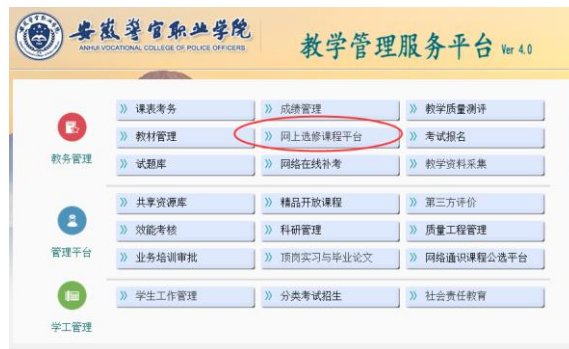 安徽警官职业学院
ANHUI VOCATIONAL COLLEGE OF POLICE OFFICERS
教学管理服务平台 Ver 4.0
》 课表考务 》 成绩管理 》 教学质量测评
》 教材管理 》 网上选修课程平台 》 考试报名
教务管理
》 试题库 》 网络在线补考 》 教学资料采集
》 共享资源库 》 精品开放课程 》 第三方评价
》 效能考核 》 科研管理 》 质量工程管理
管理平台
》 业务培训审批 》 顶岗实习与毕业论文 》 网络通识课程公选平台
》 学生工作管理 》 分类考试招生 》 社会责任教育
学工管理